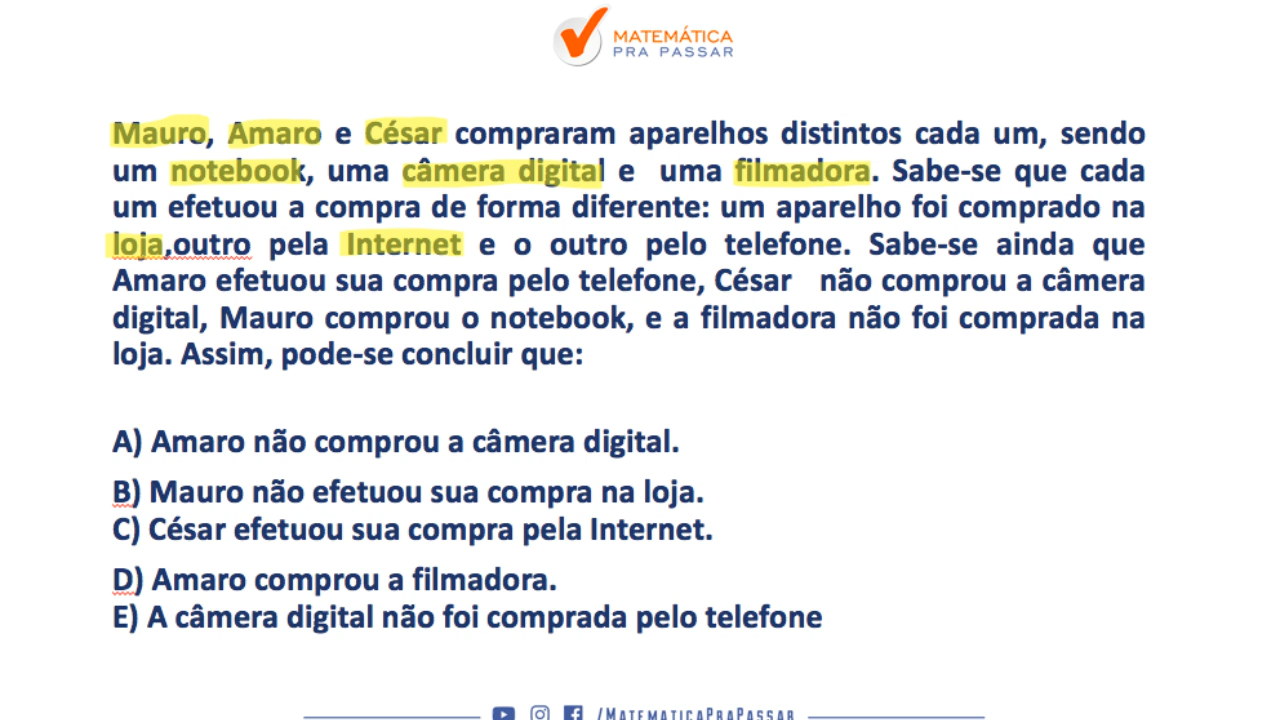 MATEMÁTICA
PRA PASSAR
Mauro, Amaro e César compraram aparelhos distintos cada um, sendo
um notebook, uma câmera digital e uma filmadora. Sabe-se que cada
um efetuou a compra de forma diferente: um aparelho foi comprado na
loja,outro pela Internet e o outro pelo telefone. Sabe-se ainda que
Amaro efetuou sua compra pelo telefone, César não comprou a câmera
digital, Mauro comprou o notebook, e a filmadora não foi comprada na
loja. Assim, pode-se concluir que:
A) Amaro não comprou a câmera digital.
B) Mauro não efetuou sua compra na loja.
C) César efetuou sua compra pela Internet.
D) Amaro comprou a filmadora.
E) A câmera digital não foi comprada pelo telefone
/MATEMATICAPRAPASSAR